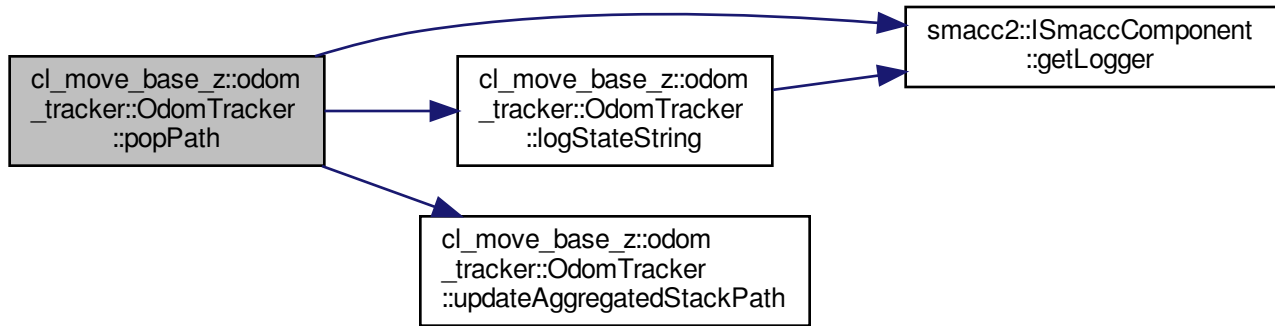 cl_move_base_z::odom
_tracker::OdomTracker
::popPath
cl_move_base_z::odom
_tracker::OdomTracker
::logStateString
smacc2::ISmaccComponent
::getLogger
cl_move_base_z::odom
_tracker::OdomTracker
::updateAggregatedStackPath